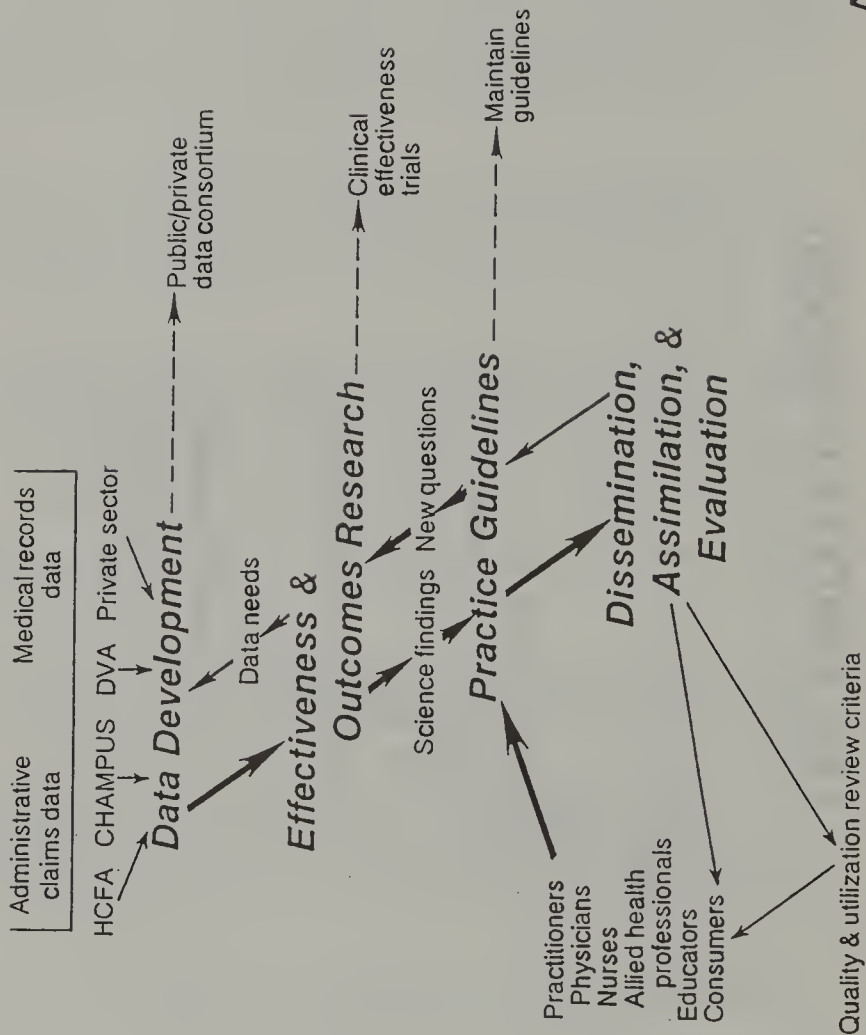 Administrative
claims data
Medical records
data
HCFA CHAMPUS DVA Private sector
Data Development
Public/private
data consortium
Data needs
Effectiveness &
Outcomes Research
Clinical
effectiveness
trials
Science findings New questions
Practice Guidelines
Maintain
guidelines
Practitioners
Physicians
Nurses
Allied health
professionals
Educators
Consumers
Dissemination,
Assimilation, &
Evaluation
Quality & utilization review criteria